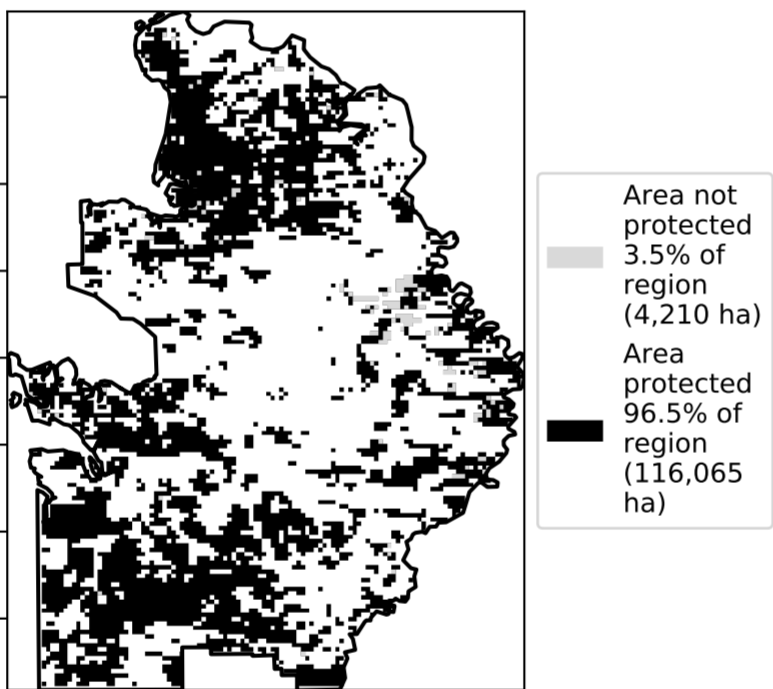 Area not
protected
3.5% of
region
(4,210 ha)
Area
protected
96.5% of
region
(116,065
ha)